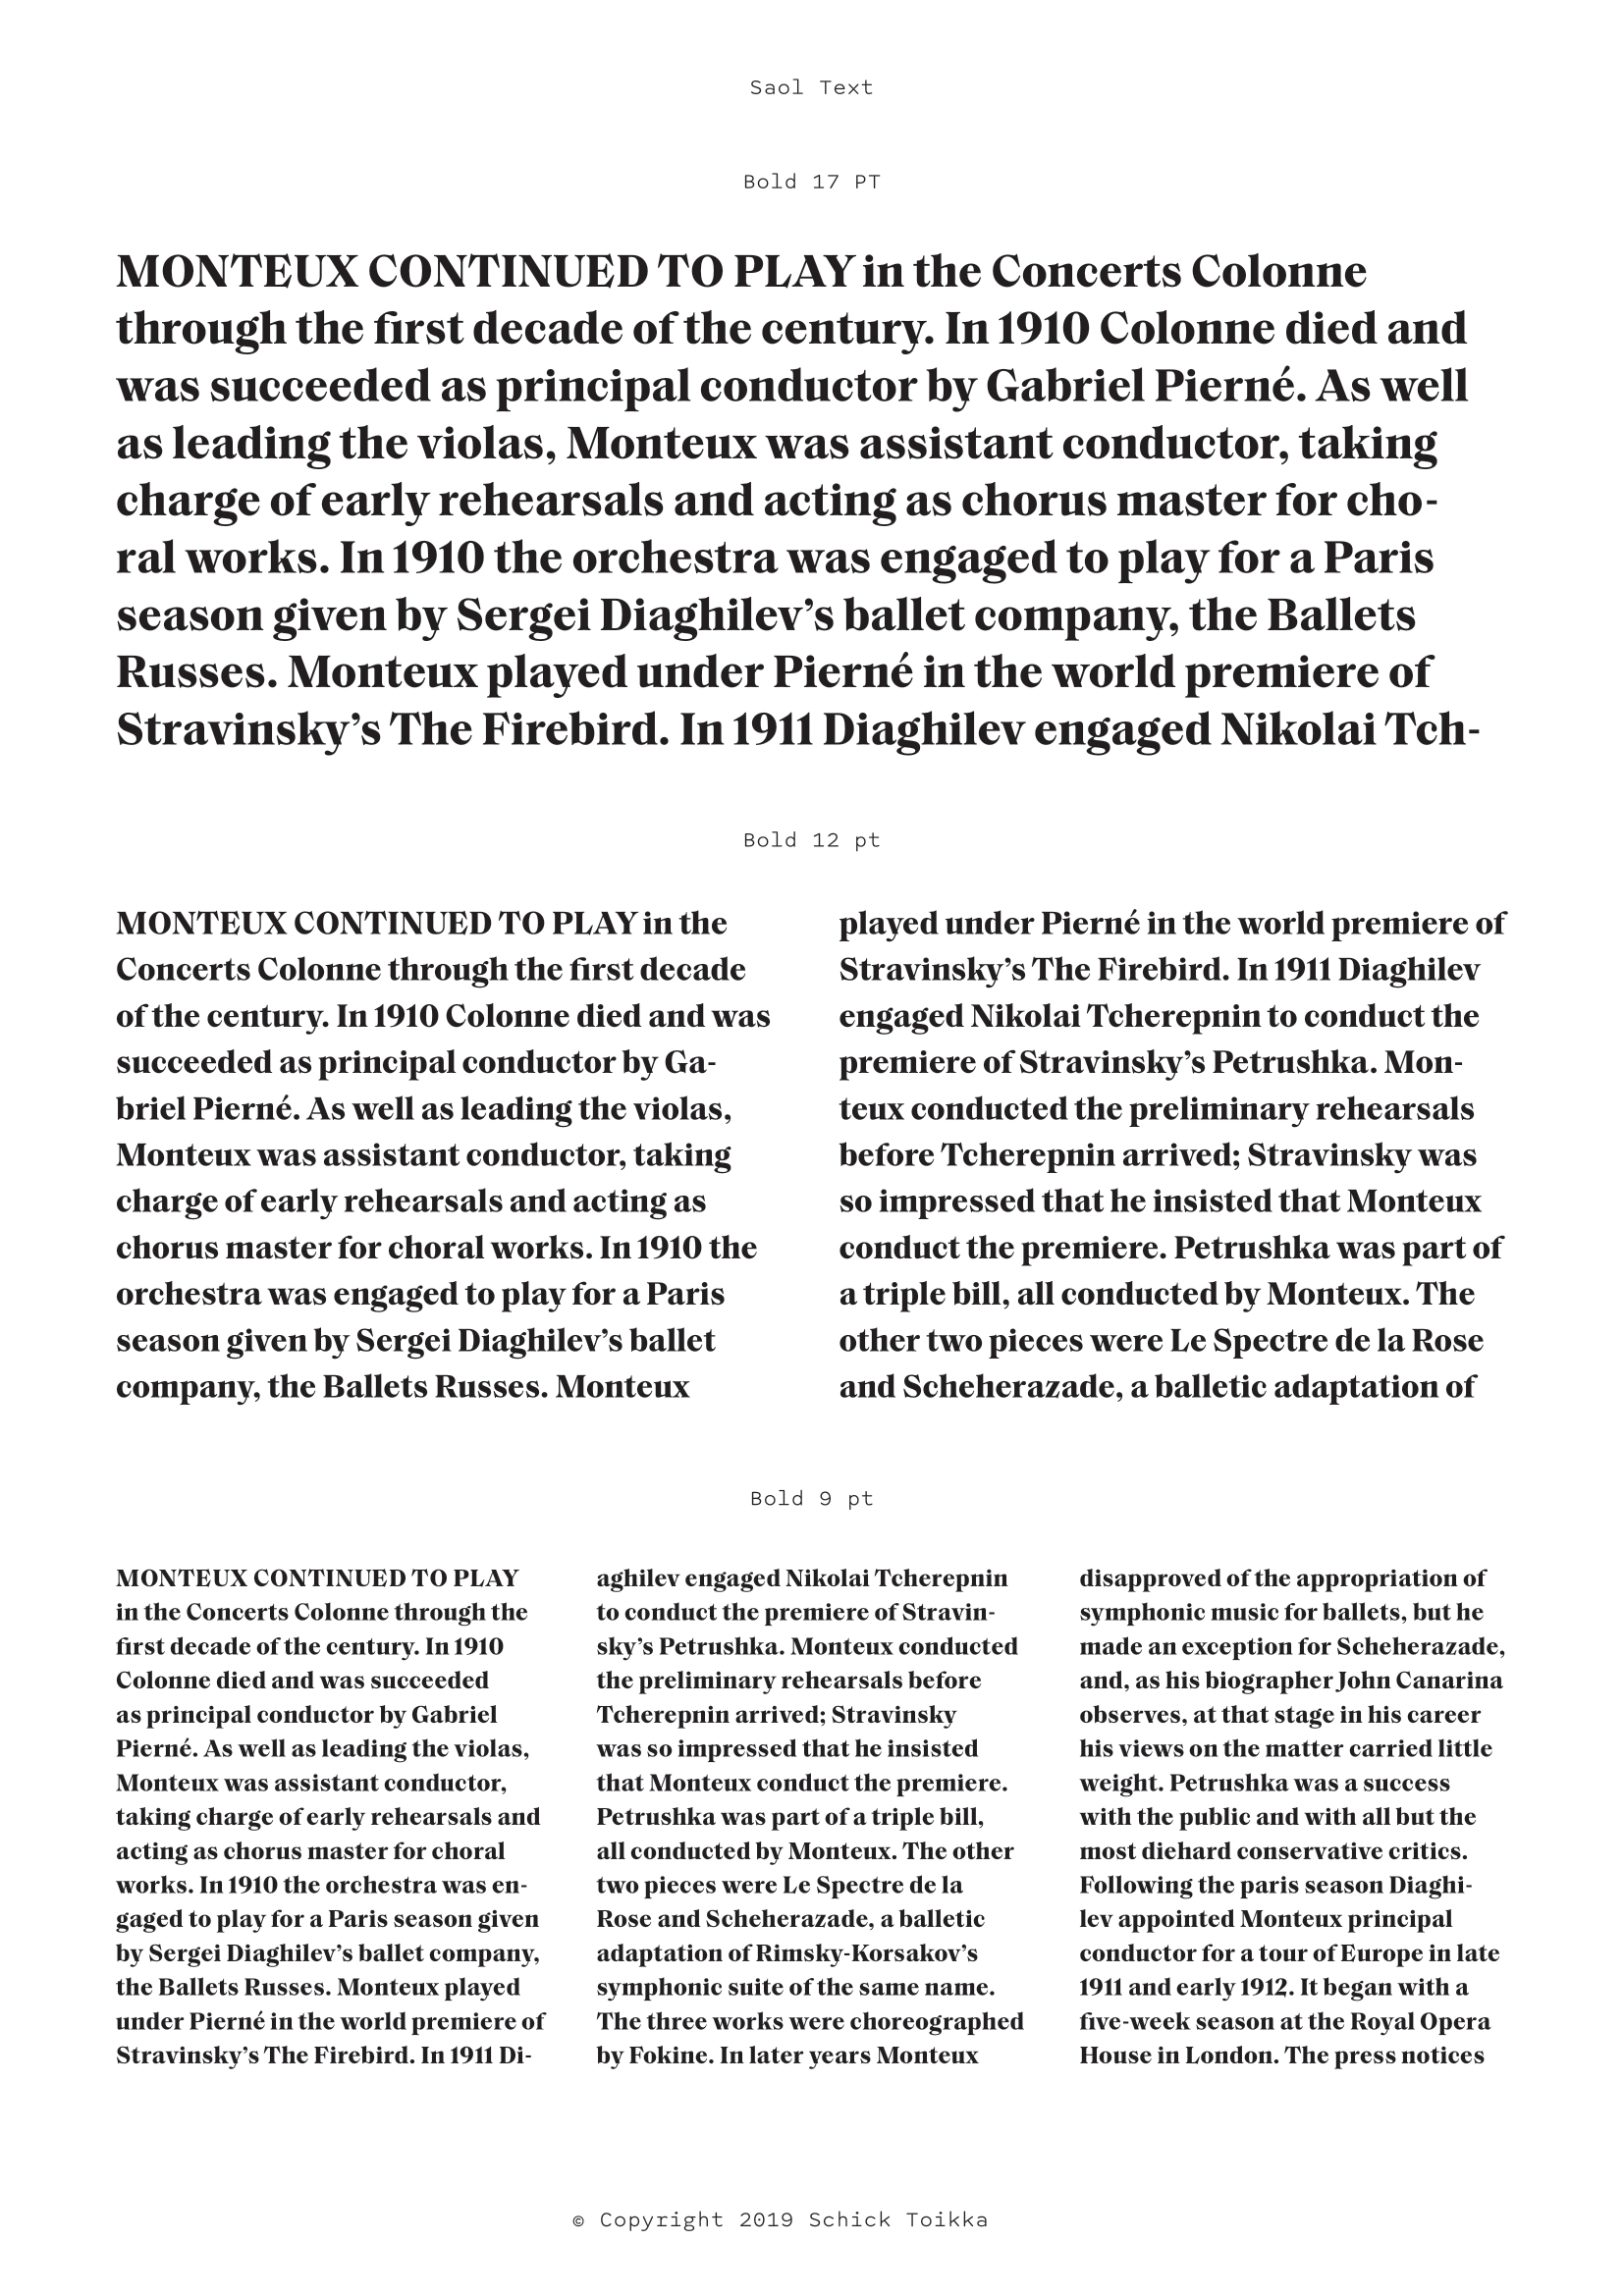 Saol Text
Bold 17 PT
MONTEUX CONTINUED TO PLAY in the Concerts Colonne
through the first decade of the century. In 1910 Colonne died and
was succeeded as principal conductor by Gabriel Pierné. As well
as leading the violas, Monteux was assistant conductor, taking
charge of early rehearsals and acting as chorus master for cho-
ral works. In 1910 the orchestra was engaged to play for a Paris
season given by Sergei Diaghilev’s ballet company, the Ballets
Russes. Monteux played under Pierné in the world premiere of
Stravinsky’s The Firebird. In 1911 Diaghilev engaged Nikolai Tch-
Bold 12 pt
MONTEUX CONTINUED TO PLAY in the
Concerts Colonne through the first decade
of the century. In 1910 Colonne died and was
succeeded as principal conductor by Ga-
briel Pierné. As well as leading the violas,
Monteux was assistant conductor, taking
charge of early rehearsals and acting as
chorus master for choral works. In 1910 the
orchestra was engaged to play for a Paris
season given by Sergei Diaghilev’s ballet
company, the Ballets Russes. Monteux
played under Pierné in the world premiere of
Stravinsky’s The Firebird. In 1911 Diaghilev
engaged Nikolai Tcherepnin to conduct the
premiere of Stravinsky’s Petrushka. Mon-
teux conducted the preliminary rehearsals
before Tcherepnin arrived; Stravinsky was
so impressed that he insisted that Monteux
conduct the premiere. Petrushka was part of
a triple bill, all conducted by Monteux. The
other two pieces were Le Spectre de la Rose
and Scheherazade, a balletic adaptation of
Bold 9 pt
MONTEUX CONTINUED TO PLAY
in the Concerts Colonne through the
first decade of the century. In 1910
Colonne died and was succeeded
as principal conductor by Gabriel
Pierné. As well as leading the violas,
Monteux was assistant conductor,
taking charge of early rehearsals and
acting as chorus master for choral
works. In 1910 the orchestra was en-
gaged to play for a Paris season given
by Sergei Diaghilev’s ballet company,
the Ballets Russes. Monteux played
under Pierné in the world premiere of
Stravinsky’s The Firebird. In 1911 Di-
aghilev engaged Nikolai Tcherepnin
to conduct the premiere of Stravin-
sky’s Petrushka. Monteux conducted
the preliminary rehearsals before
Tcherepnin arrived; Stravinsky
was so impressed that he insisted
that Monteux conduct the premiere.
Petrushka was part of a triple bill,
all conducted by Monteux. The other
two pieces were Le Spectre de la
Rose and Scheherazade, a balletic
adaptation of Rimsky-Korsakov’s
symphonic suite of the same name.
The three works were choreographed
by Fokine. In later years Monteux
disapproved of the appropriation of
symphonic music for ballets, but he
made an exception for Scheherazade,
and, as his biographer John Canarina
observes, at that stage in his career
his views on the matter carried little
weight. Petrushka was a success
with the public and with all but the
most diehard conservative critics.
Following the paris season Diaghi-
lev appointed Monteux principal
conductor for a tour of Europe in late
1911 and early 1912. It began with a
five-week season at the Royal Opera
House in London. The press notices
© Copyright 2019 Schick Toikka